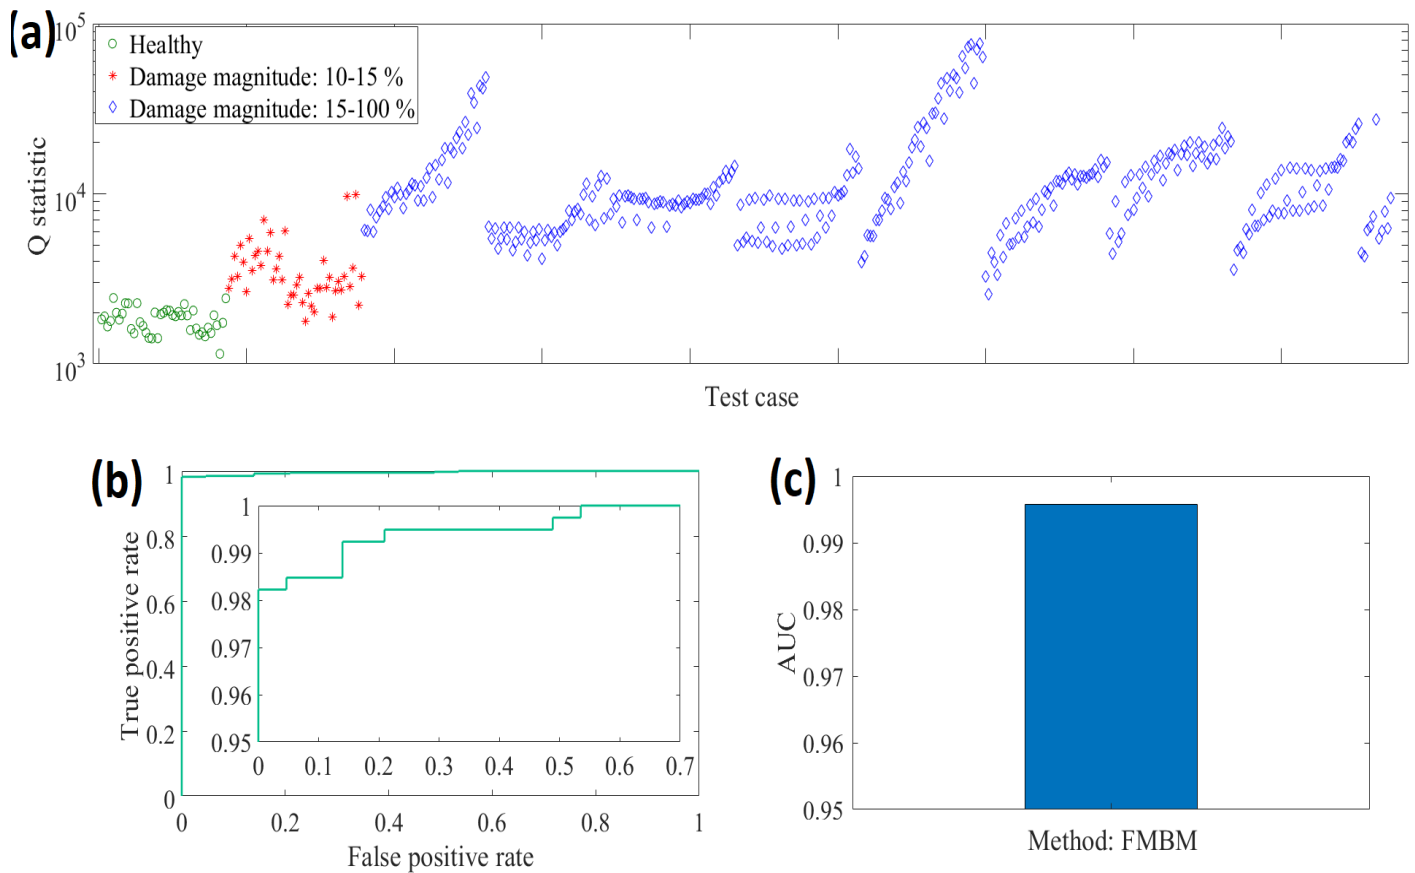 (a)
10^5
Healthy
Damage magnitude: 10-15 %
Damage magnitude: 15-100 %
Q statistic
10^4
10^3
Test case
(b)
1
0.8
0.6
0.4
0.2
0
True positive rate
1
0.99
0.98
0.97
0.96
0.95
0 0.1 0.2 0.3 0.4 0.5 0.6 0.7
0 0.2 0.4 0.6 0.8 1
False positive rate
(c)
1
0.99
0.98
0.97
0.96
0.95
AUC
Method: FMBM